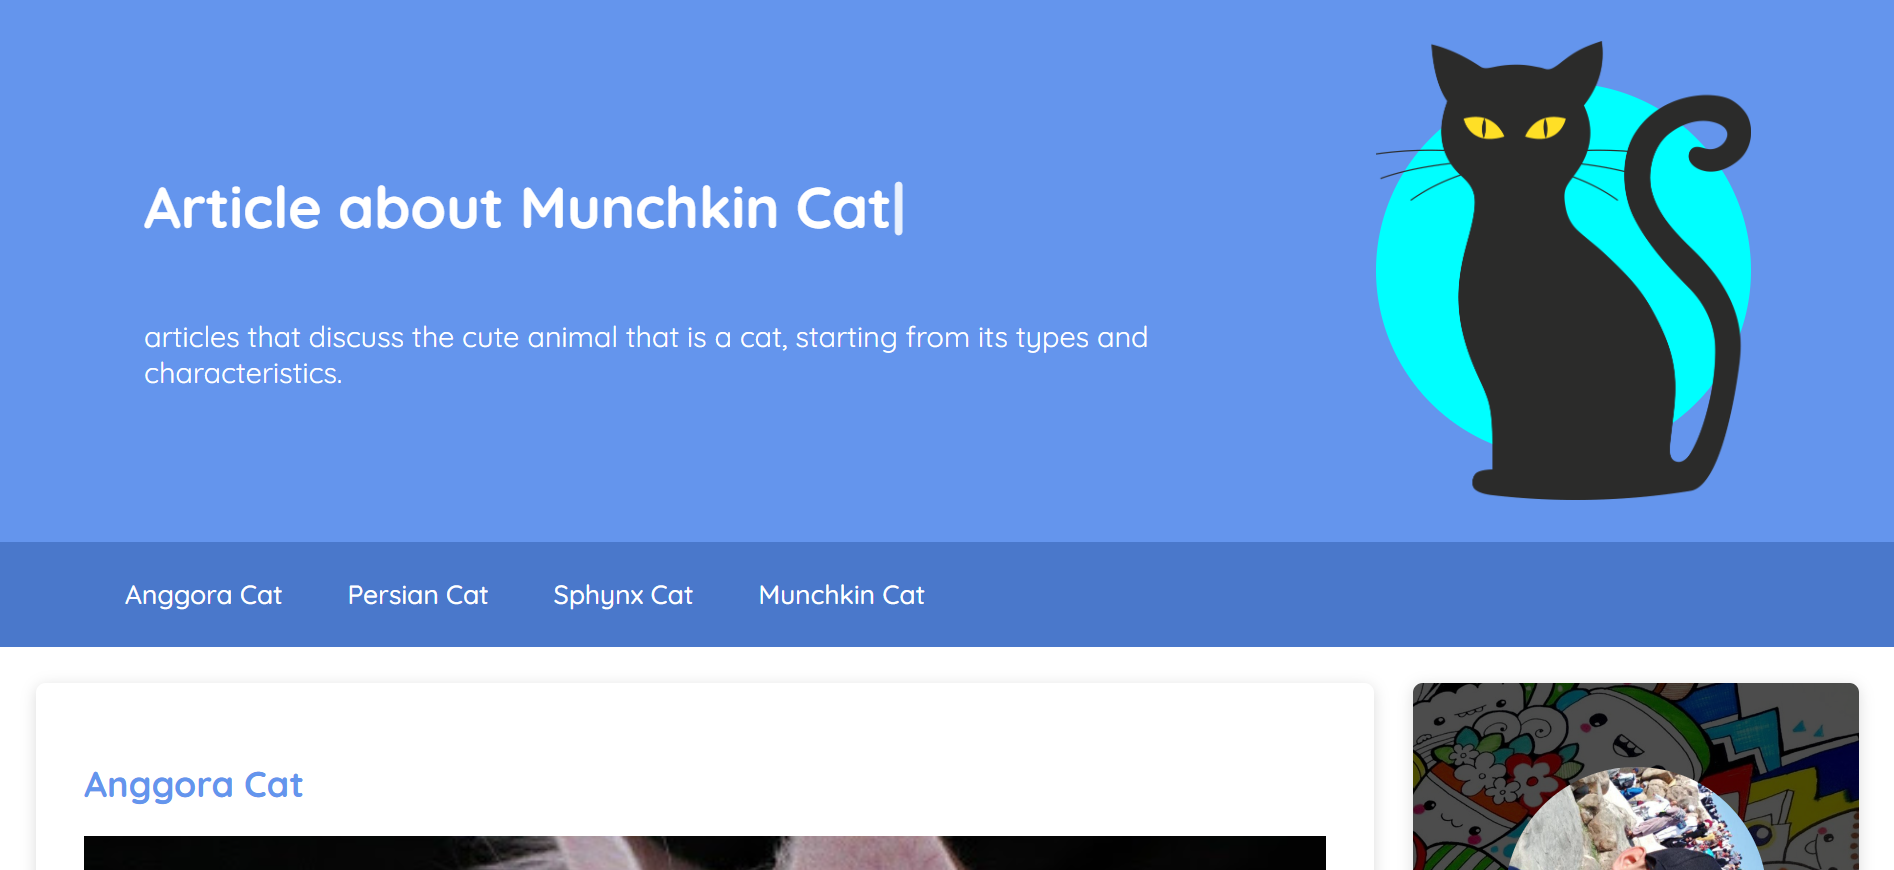 Article about Munchkin Cat|
articles that discuss the cute animal that is a cat, starting from its types and
characteristics.
Anggora Cat Persian Cat Sphynx Cat Munchkin Cat
Anggora Cat